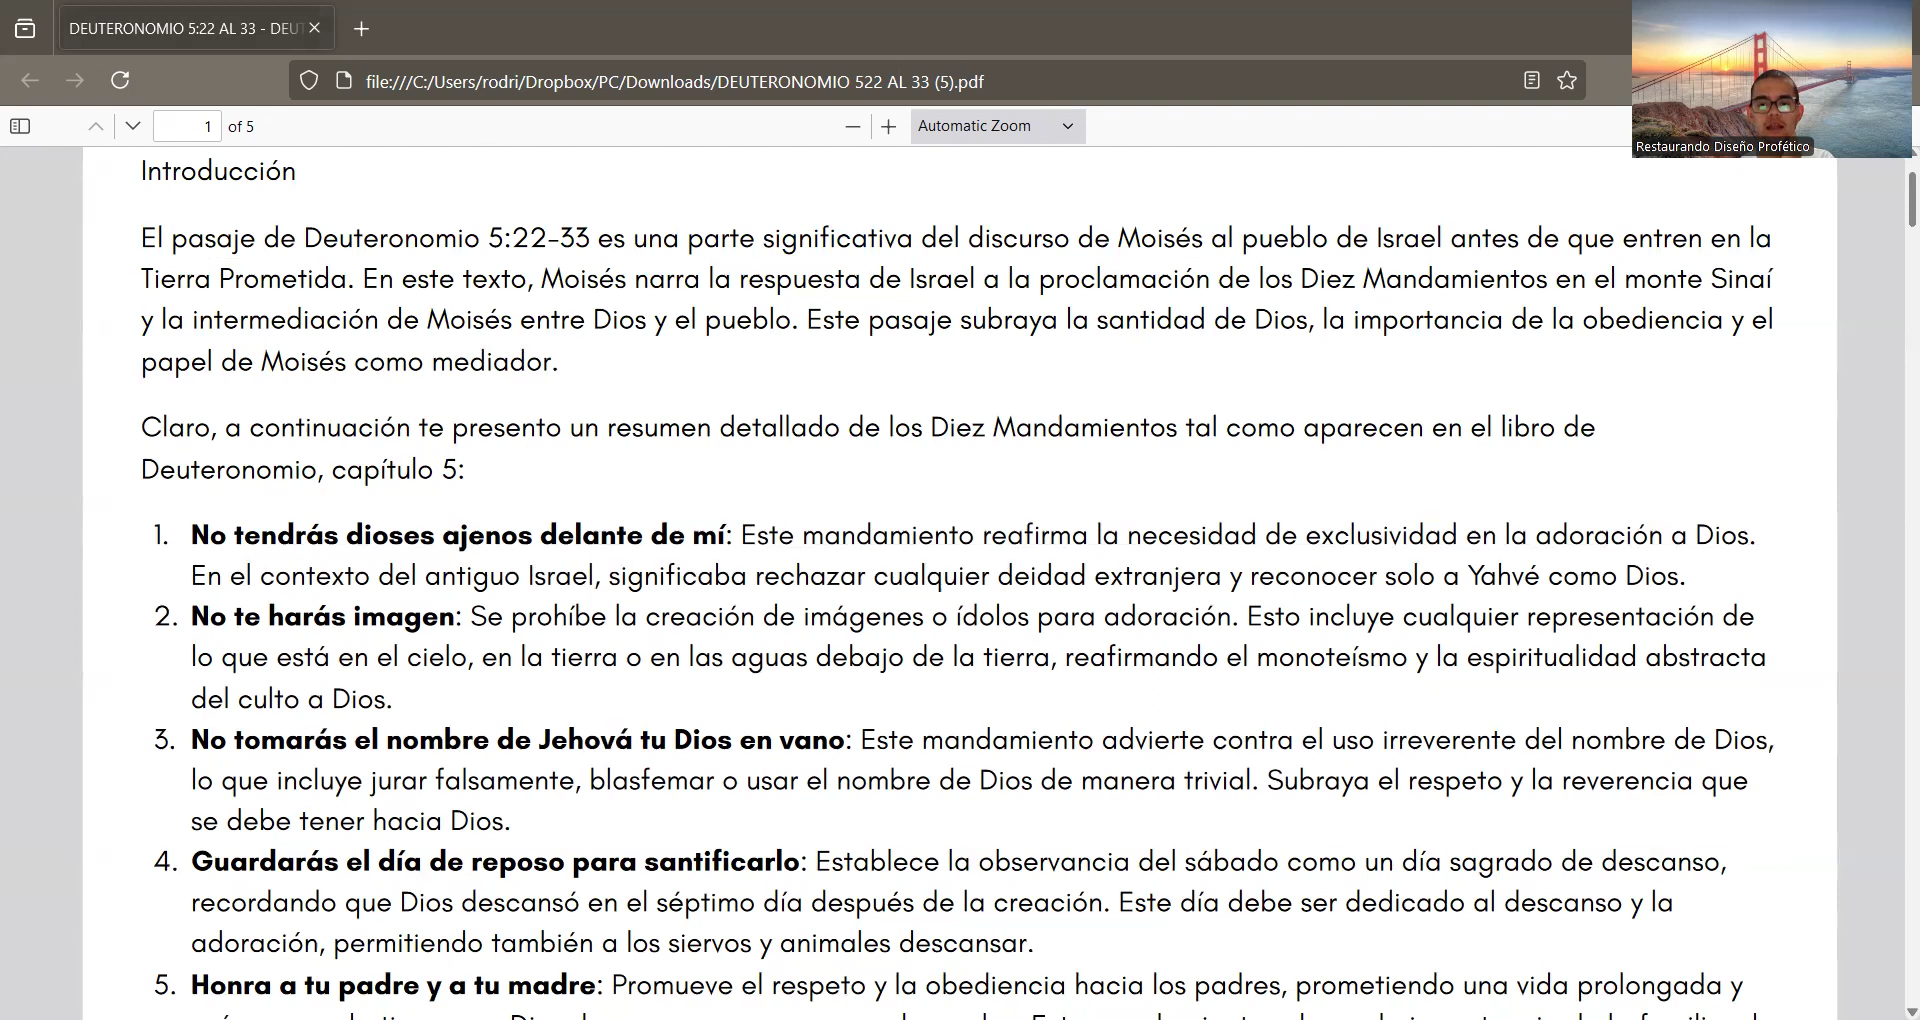 DEUTERONOMIO 5:22 AL 33 - DEUT
file:///C:/Users/rodri/Dropbox/PC/Downloads/DEUTERONOMIO 522 AL 33 (5).pdf
1 of 5
Automatic Zoom
Restaurando Diseño Profético
Introducción
El pasaje de Deuteronomio 5:22-33 es una parte significativa del discurso de Moisés al pueblo de Israel antes de que entren en la
Tierra Prometida. En este texto, Moisés narra la respuesta de Israel a la proclamación de los Diez Mandamientos en el monte Sinaí
y la intermediación de Moisés entre Dios y el pueblo. Este pasaje subraya la santidad de Dios, la importancia de la obediencia y el
papel de Moisés como mediador.
Claro, a continuación te presento un resumen detallado de los Diez Mandamientos tal como aparecen en el libro de
Deuteronomio, capítulo 5:
1. No tendrás dioses ajenos delante de mí: Este mandamiento reafirma la necesidad de exclusividad en la adoración a Dios.
En el contexto del antiguo Israel, significaba rechazar cualquier deidad extranjera y reconocer solo a Yahvé como Dios.
2. No te harás imagen: Se prohíbe la creación de imágenes o ídolos para adoración. Esto incluye cualquier representación de
lo que está en el cielo, en la tierra o en las aguas debajo de la tierra, reafirmando el monoteísmo y la espiritualidad abstracta
del culto a Dios.
3. No tomarás el nombre de Jehová tu Dios en vano: Este mandamiento advierte contra el uso irreverente del nombre de Dios,
lo que incluye jurar falsamente, blasfemar o usar el nombre de Dios de manera trivial. Subraya el respeto y la reverencia que
se debe tener hacia Dios.
4. Guardarás el día de reposo para santificarlo: Establece la observancia del sábado como un día sagrado de descanso,
recordando que Dios descansó en el séptimo día después de la creación. Este día debe ser dedicado al descanso y la
adoración, permitiendo también a los siervos y animales descansar.
5. Honra a tu padre y a tu madre: Promueve el respeto y la obediencia hacia los padres, prometiendo una vida prolongada y